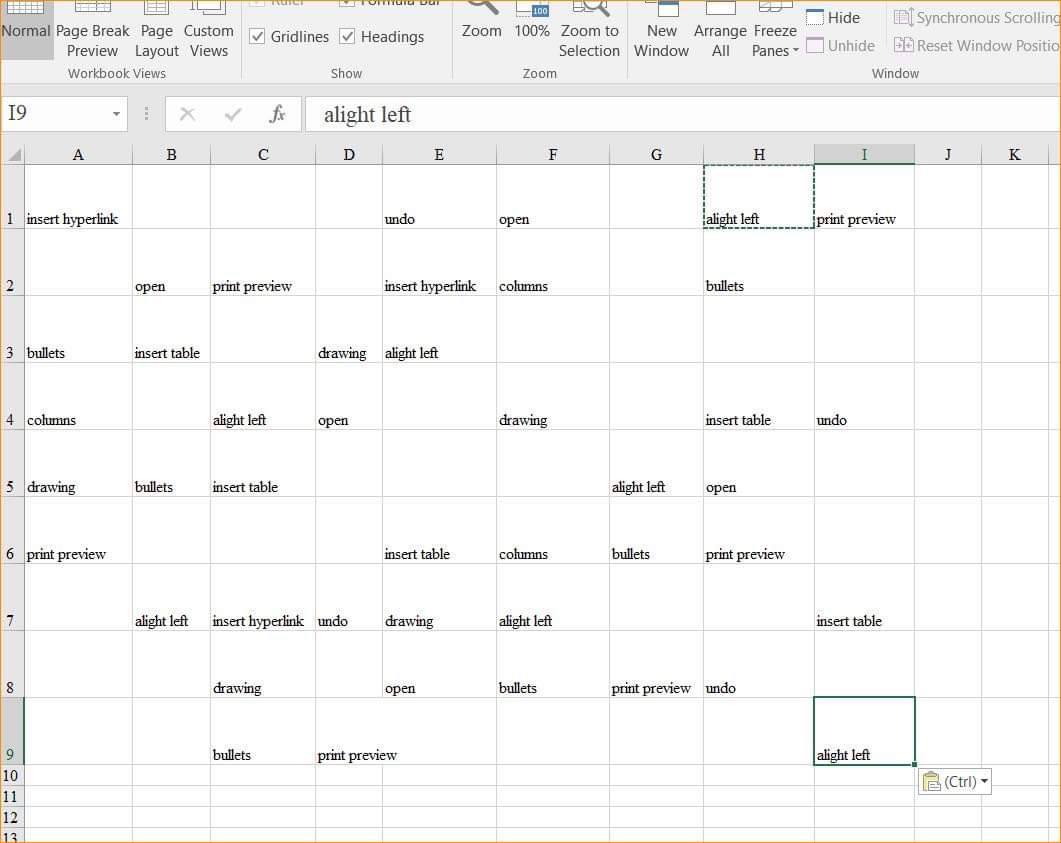 Ruler Formula Bar
Normal Page Break Preview Page Layout Custom Views
Gridlines Headings
Zoom 100% Zoom to Selection
100
New Window Arrange All Freeze Panes
Hide Synchronous Scrolling
Unhide Reset Window Positio
Workbook Views Show Zoom Window
I9 fx alight left
A B C D E F G H I J K
1 insert hyperlink undo open alight left print preview
2 open print preview insert hyperlink columns bullets
3 bullets insert table drawing alight left
4 columns alight left open drawing insert table undo
5 drawing bullets insert table alight left open
6 print preview insert table columns bullets print preview
7 alight left insert hyperlink undo drawing alight left insert table
8 drawing open bullets print preview undo
9 bullets print preview alight left
10 (Ctrl)
11
12
13